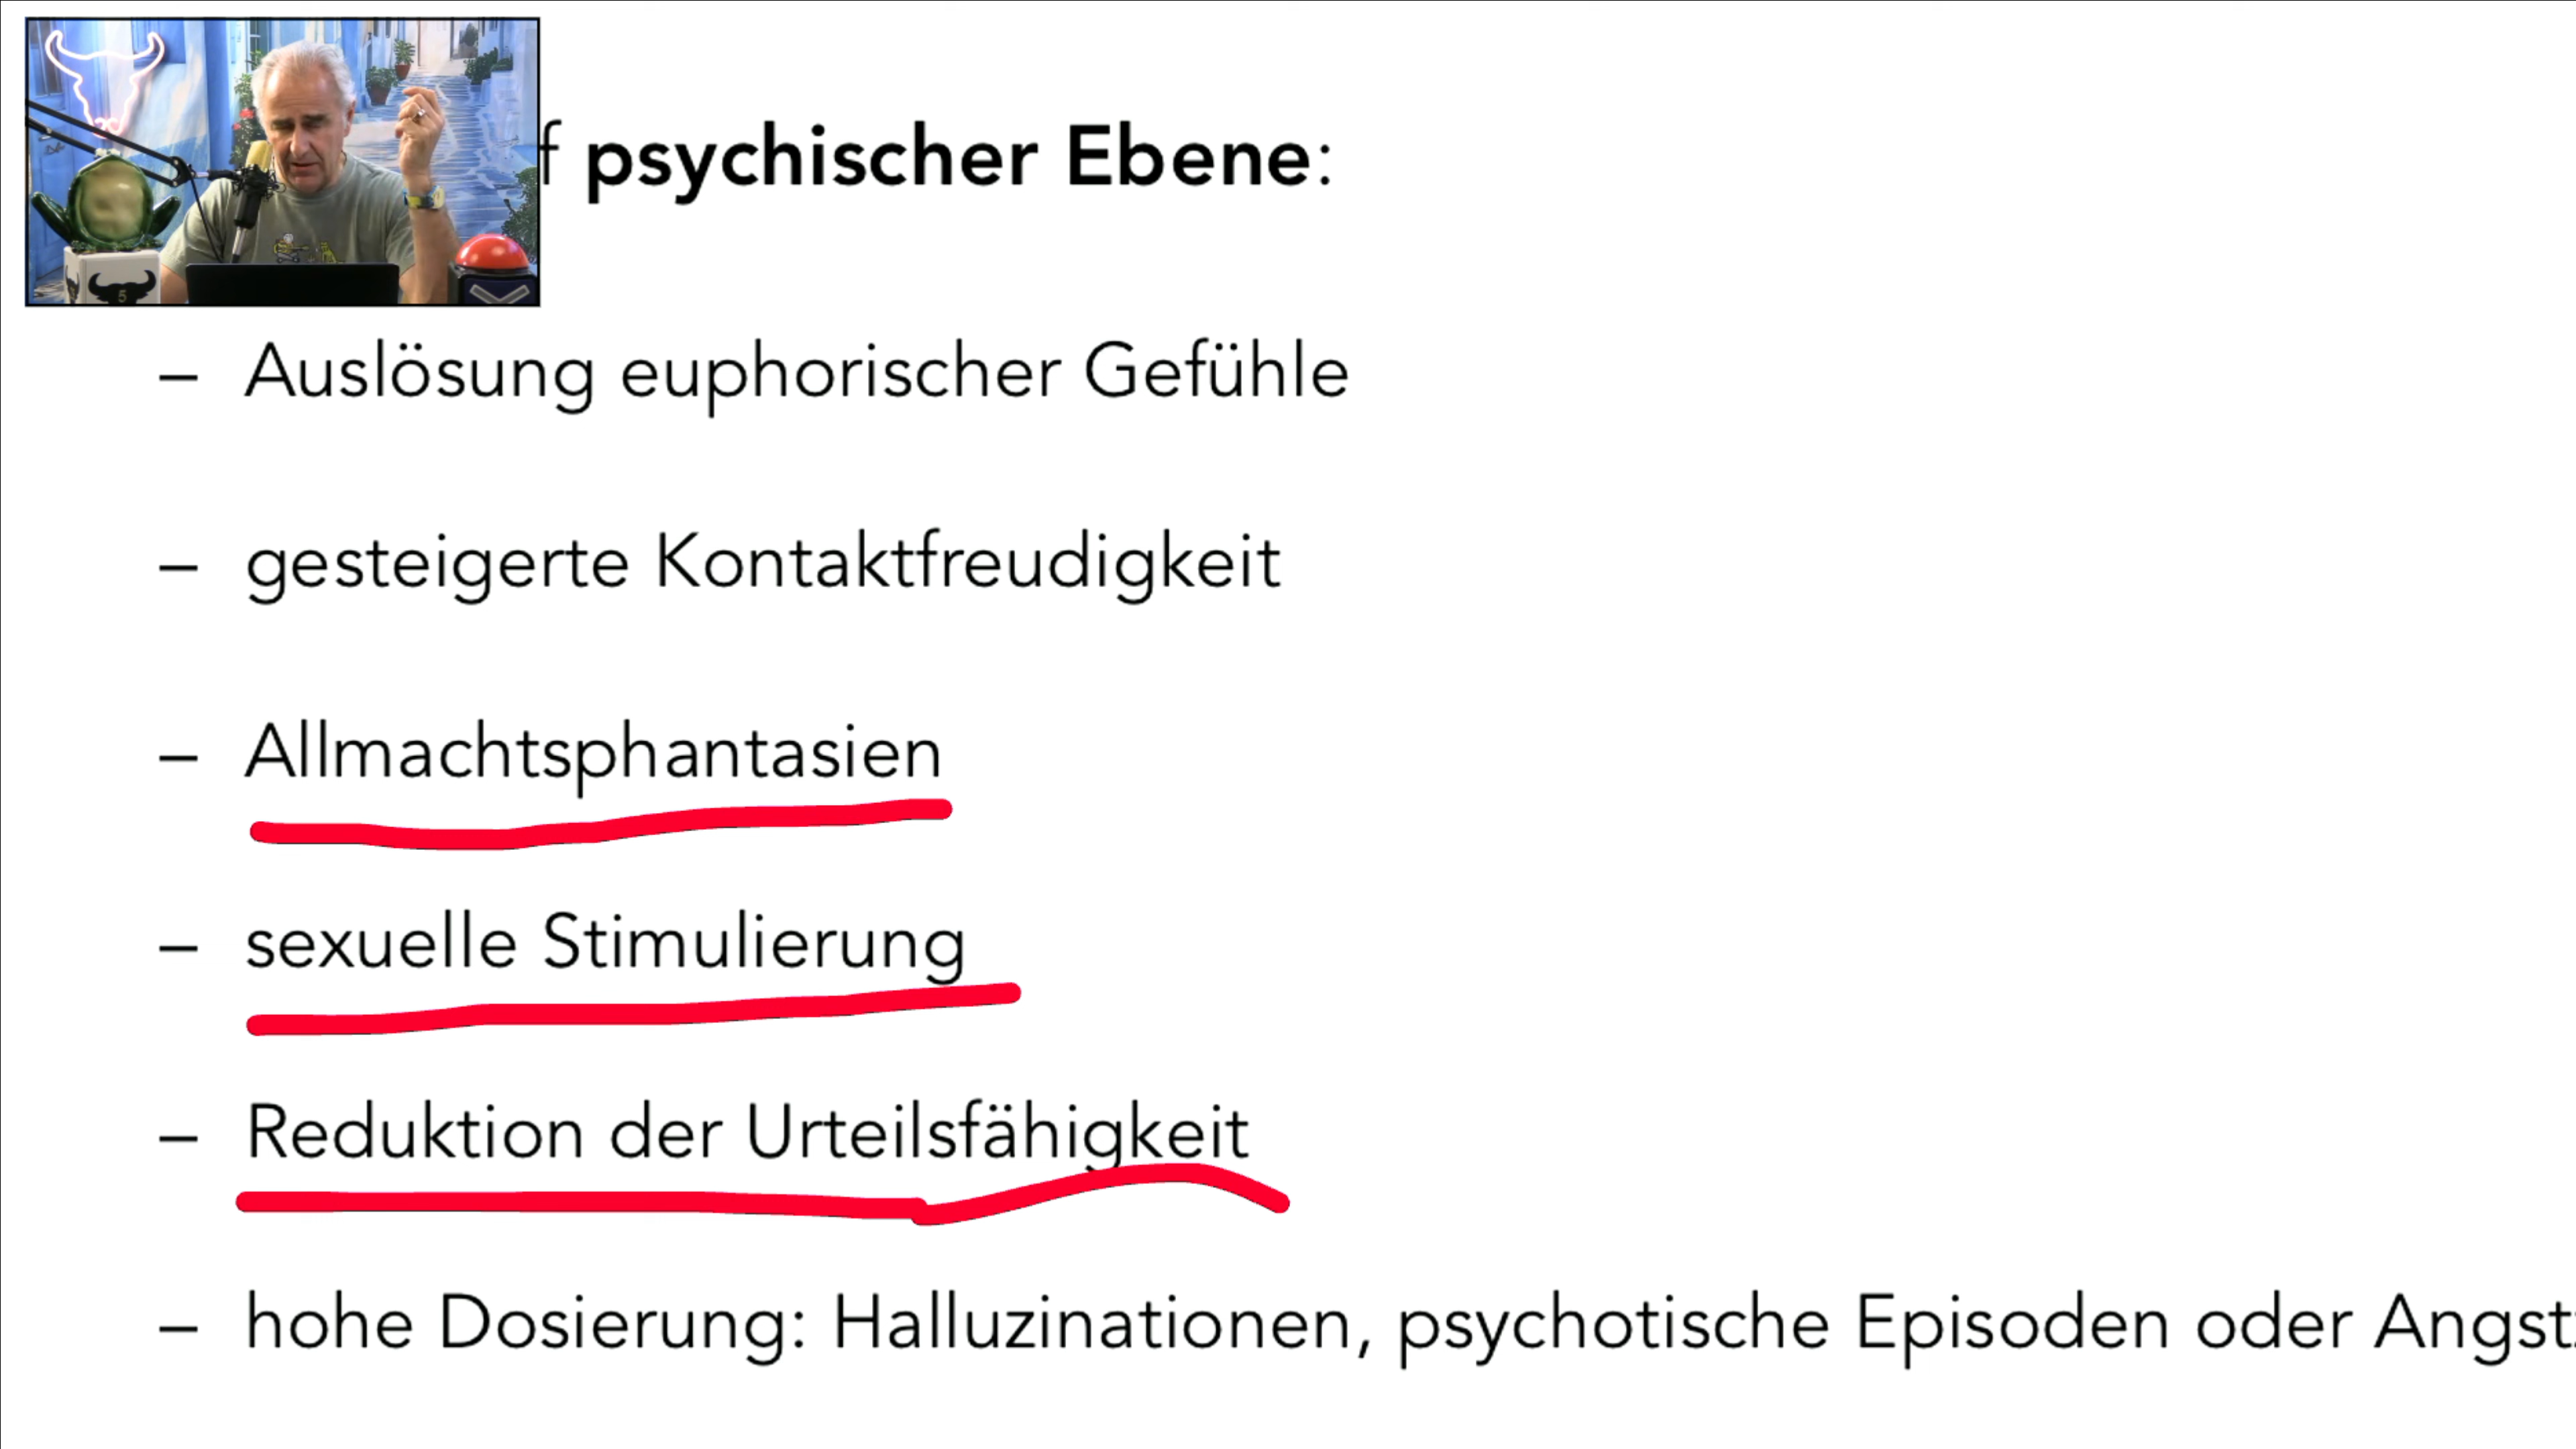 psychischer Ebene:
– Auslösung euphorischer Gefühle
– gesteigerte Kontaktfreudigkeit
– Allmachtsphantasien
– sexuelle Stimulierung
– Reduktion der Urteilsfähigkeit
– hohe Dosierung: Halluzinationen, psychotische Episoden oder
5